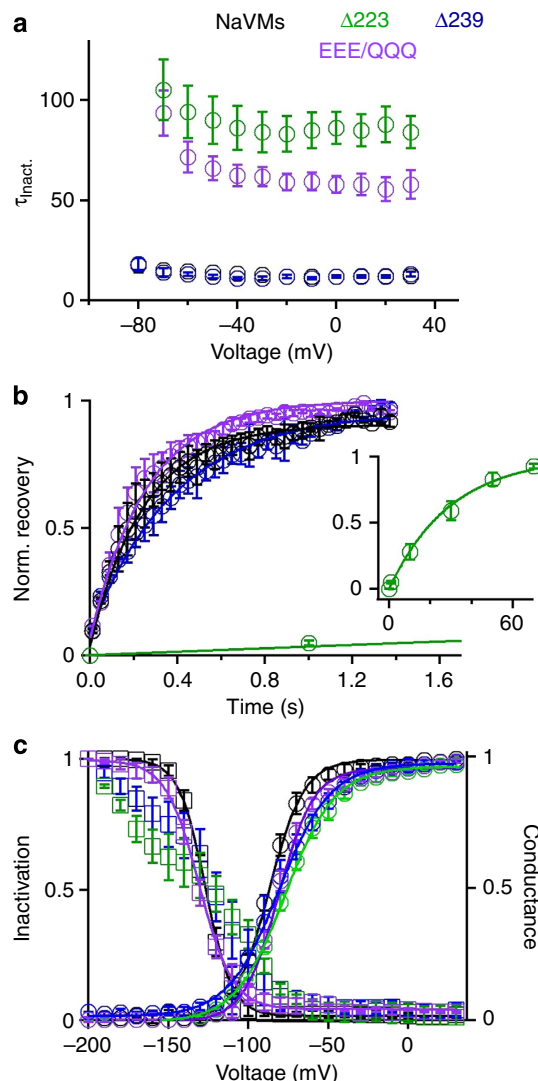 a
NaVMs Δ223 Δ239
EEE/QQQ
τInact.
100
50
0
−80 −40 0 40
Voltage (mV)
b
Norm. recovery
1
0.5
0
0.0 0.4 0.8 1.2 1.6
Time (s)
1
0.5
0
0 60
c
Inactivation
1
0.5
0
−200 −150 −100 −50 0
Voltage (mV)
1
0.5
0
Conductance